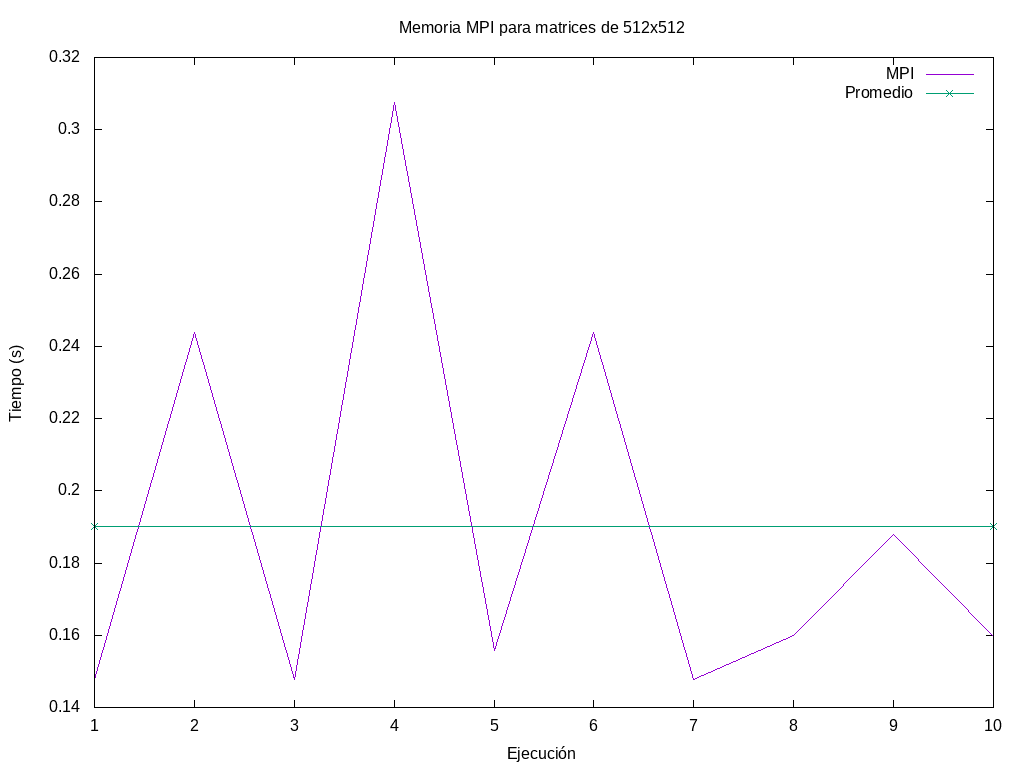 Memoria MPI para matrices de 512x512
MPI
Promedio
0.32
0.3
0.28
0.26
0.24
0.22
0.2
0.18
0.16
0.14
Tiempo (s)
1 2 3 4 5 6 7 8 9 10
Ejecución